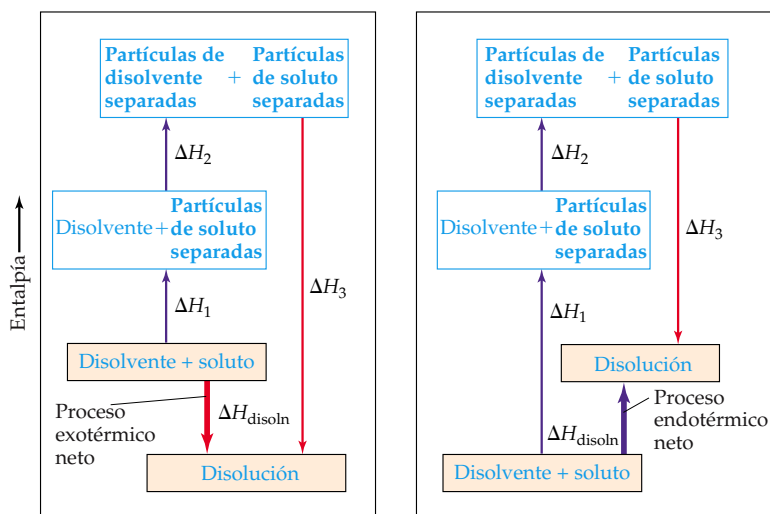 Entalpía
Partículas de
disolvente
separadas
+
Partículas
de soluto
separadas
ΔH2
Disolvente +
Partículas
de soluto
separadas
ΔH1
ΔH3
Disolvente + soluto
Proceso
exotérmico
neto
ΔHdisoln
Disolución
Partículas de
disolvente
separadas
+
Partículas
de soluto
separadas
ΔH2
Disolvente+
Partículas
de soluto
separadas
ΔH3
ΔH1
Disolución
Proceso
endotérmico
neto
ΔHdisoln
Disolvente + soluto